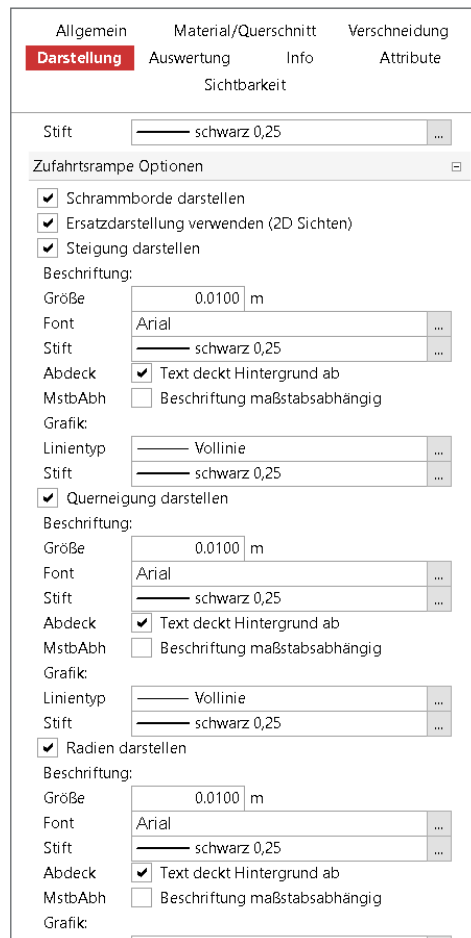 Allgemein Material/Querschnitt Verschneidung
Darstellung Auswertung Info Attribute
Sichtbarkeit
Stift schwarz 0,25 ...
Zufahrtsrampe Optionen
Schrammborde darstellen
Ersatzdarstellung verwenden (2D Sichten)
Steigung darstellen
Beschriftung:
Größe 0.0100 m
Font Arial ...
Stift schwarz 0,25 ...
Abdeck Text deckt Hintergrund ab
MstbAbh Beschriftung maßstabsabhängig
Grafik:
Linientyp Vollinie ...
Stift schwarz 0,25 ...
Querneigung darstellen
Beschriftung:
Größe 0.0100 m
Font Arial ...
Stift schwarz 0,25 ...
Abdeck Text deckt Hintergrund ab
MstbAbh Beschriftung maßstabsabhängig
Grafik:
Linientyp Vollinie ...
Stift schwarz 0,25 ...
Radien darstellen
Beschriftung:
Größe 0.0100 m
Font Arial ...
Stift schwarz 0,25 ...
Abdeck Text deckt Hintergrund ab
MstbAbh Beschriftung maßstabsabhängig
Grafik: